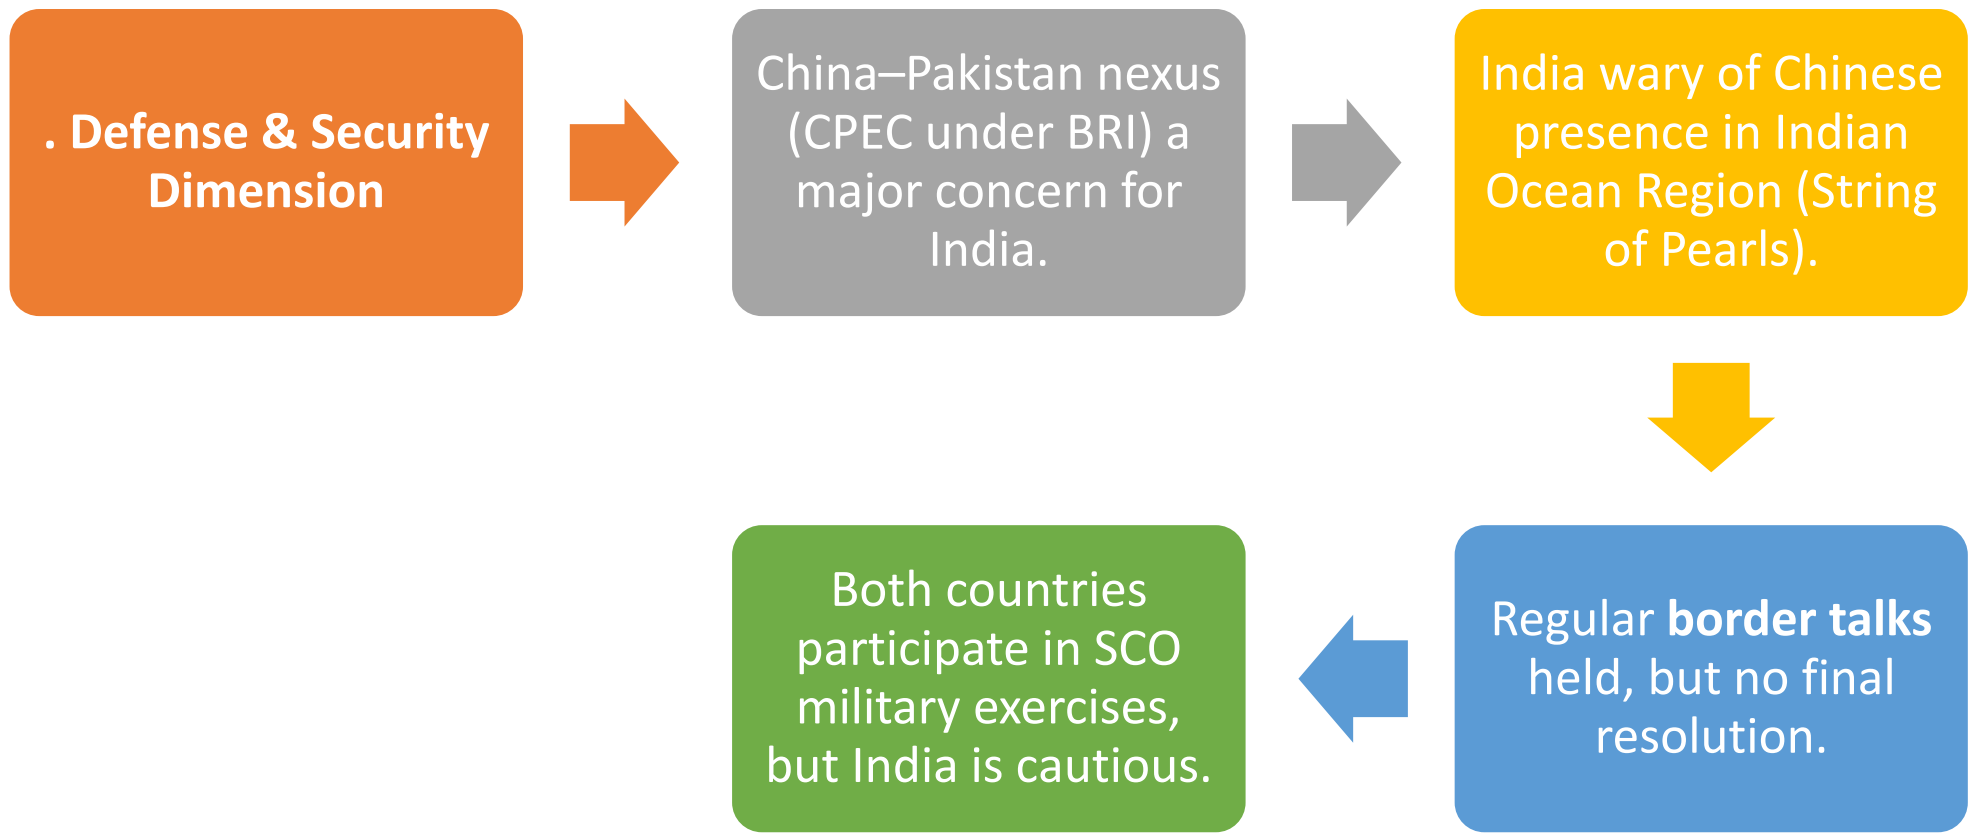 . Defense & Security
Dimension
China–Pakistan nexus
(CPEC under BRI) a
major concern for
India.
India wary of Chinese
presence in Indian
Ocean Region (String
of Pearls).
Regular border talks
held, but no final
resolution.
Both countries
participate in SCO
military exercises,
but India is cautious.